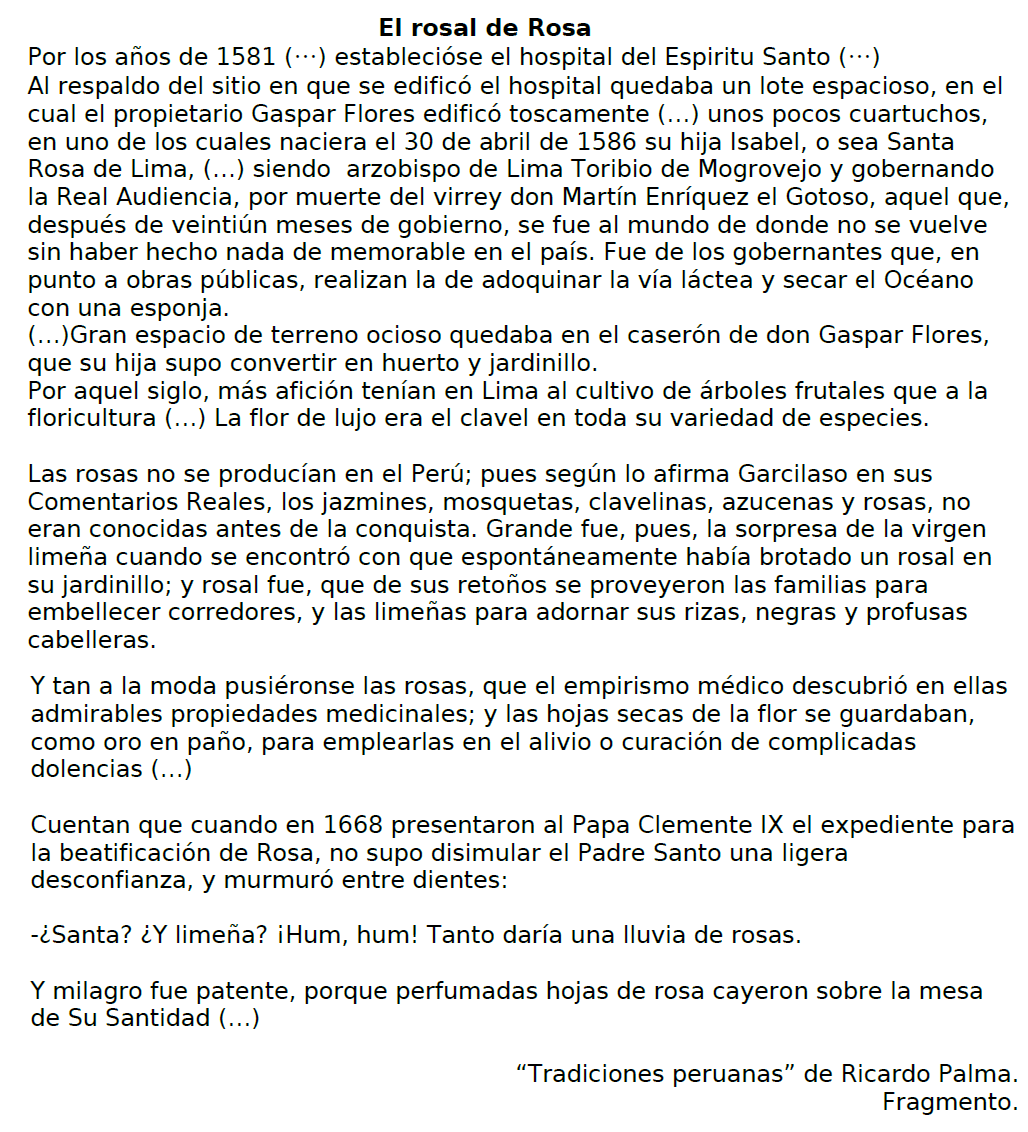 El rosal de Rosa
Por los años de 1581 (···) establecióse el hospital del Espiritu Santo (···)
Al respaldo del sitio en que se edificó el hospital quedaba un lote espacioso, en el
cual el propietario Gaspar Flores edificó toscamente (...) unos pocos cuartuchos,
en uno de los cuales naciera el 30 de abril de 1586 su hija Isabel, o sea Santa
Rosa de Lima, (...) siendo  arzobispo de Lima Toribio de Mogrovejo y gobernando
la Real Audiencia, por muerte del virrey don Martín Enríquez el Gotoso, aquel que,
después de veintiún meses de gobierno, se fue al mundo de donde no se vuelve
sin haber hecho nada de memorable en el país. Fue de los gobernantes que, en
punto a obras públicas, realizan la de adoquinar la vía láctea y secar el Océano
con una esponja.
(...)Gran espacio de terreno ocioso quedaba en el caserón de don Gaspar Flores,
que su hija supo convertir en huerto y jardinillo.
Por aquel siglo, más afición tenían en Lima al cultivo de árboles frutales que a la
floricultura (...) La flor de lujo era el clavel en toda su variedad de especies.
Las rosas no se producían en el Perú; pues según lo afirma Garcilaso en sus
Comentarios Reales, los jazmines, mosquetas, clavelinas, azucenas y rosas, no
eran conocidas antes de la conquista. Grande fue, pues, la sorpresa de la virgen
limeña cuando se encontró con que espontáneamente había brotado un rosal en
su jardinillo; y rosal fue, que de sus retoños se proveyeron las familias para
embellecer corredores, y las limeñas para adornar sus rizas, negras y profusas
cabelleras.
Y tan a la moda pusiéronse las rosas, que el empirismo médico descubrió en ellas
admirables propiedades medicinales; y las hojas secas de la flor se guardaban,
como oro en paño, para emplearlas en el alivio o curación de complicadas
dolencias (...)
Cuentan que cuando en 1668 presentaron al Papa Clemente IX el expediente para
la beatificación de Rosa, no supo disimular el Padre Santo una ligera
desconfianza, y murmuró entre dientes:
-¿Santa? ¿Y limeña? ¡Hum, hum! Tanto daría una lluvia de rosas.
Y milagro fue patente, porque perfumadas hojas de rosa cayeron sobre la mesa
de Su Santidad (...)
“Tradiciones peruanas” de Ricardo Palma.
Fragmento.